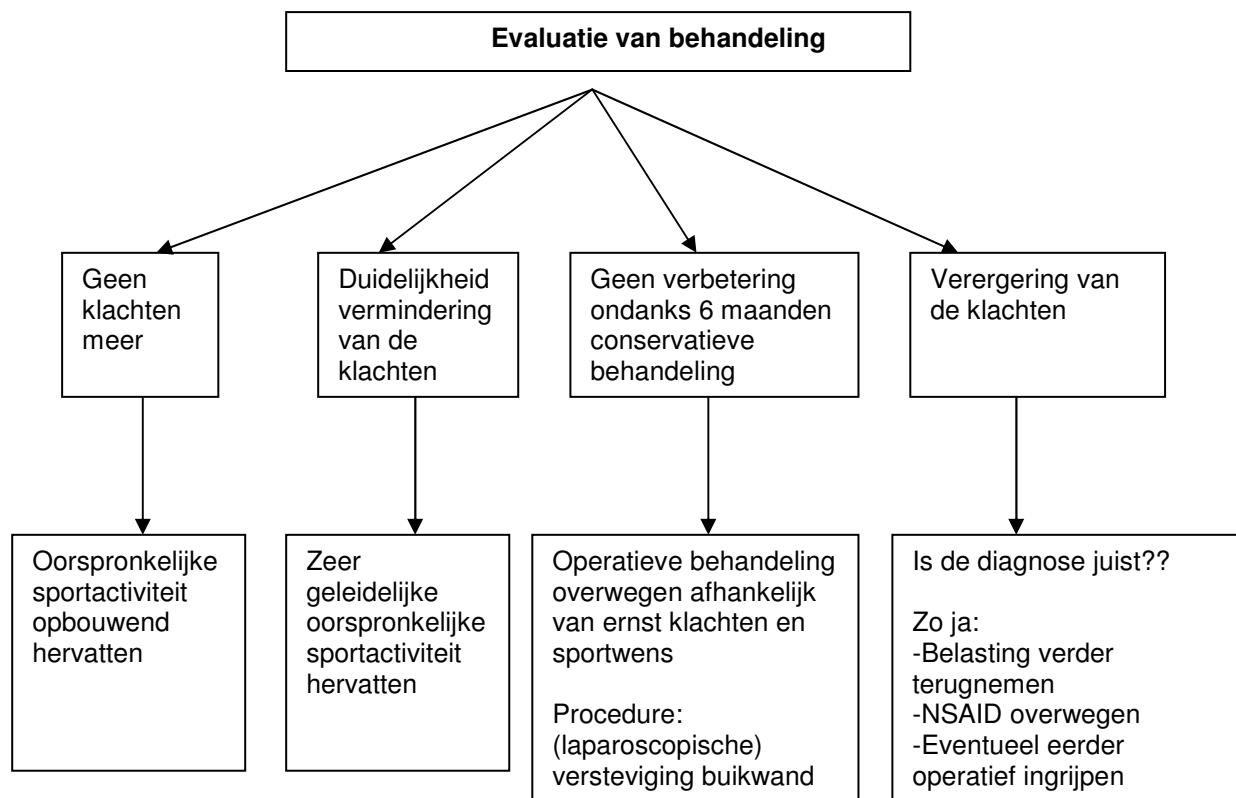 Evaluatie van behandeling
Geen
klachten
meer
Duidelijkheid
vermindering
van de
klachten
Geen verbetering
ondanks 6 maanden
conservatieve
behandeling
Verergering van
de klachten
Oorspronkelijke
sportactiviteit
opbouwend
hervatten
Zeer
geleidelijke
oorspronkelijke
sportactiviteit
hervatten
Operatieve behandeling
overwegen afhankelijk
van ernst klachten en
sportwens
Procedure:
(laparoscopische)
versteviging buikwand
Is de diagnose juist??
Zo ja:
-Belasting verder
terugnemen
-NSAID overwegen
-Eventueel eerder
operatief ingrijpen